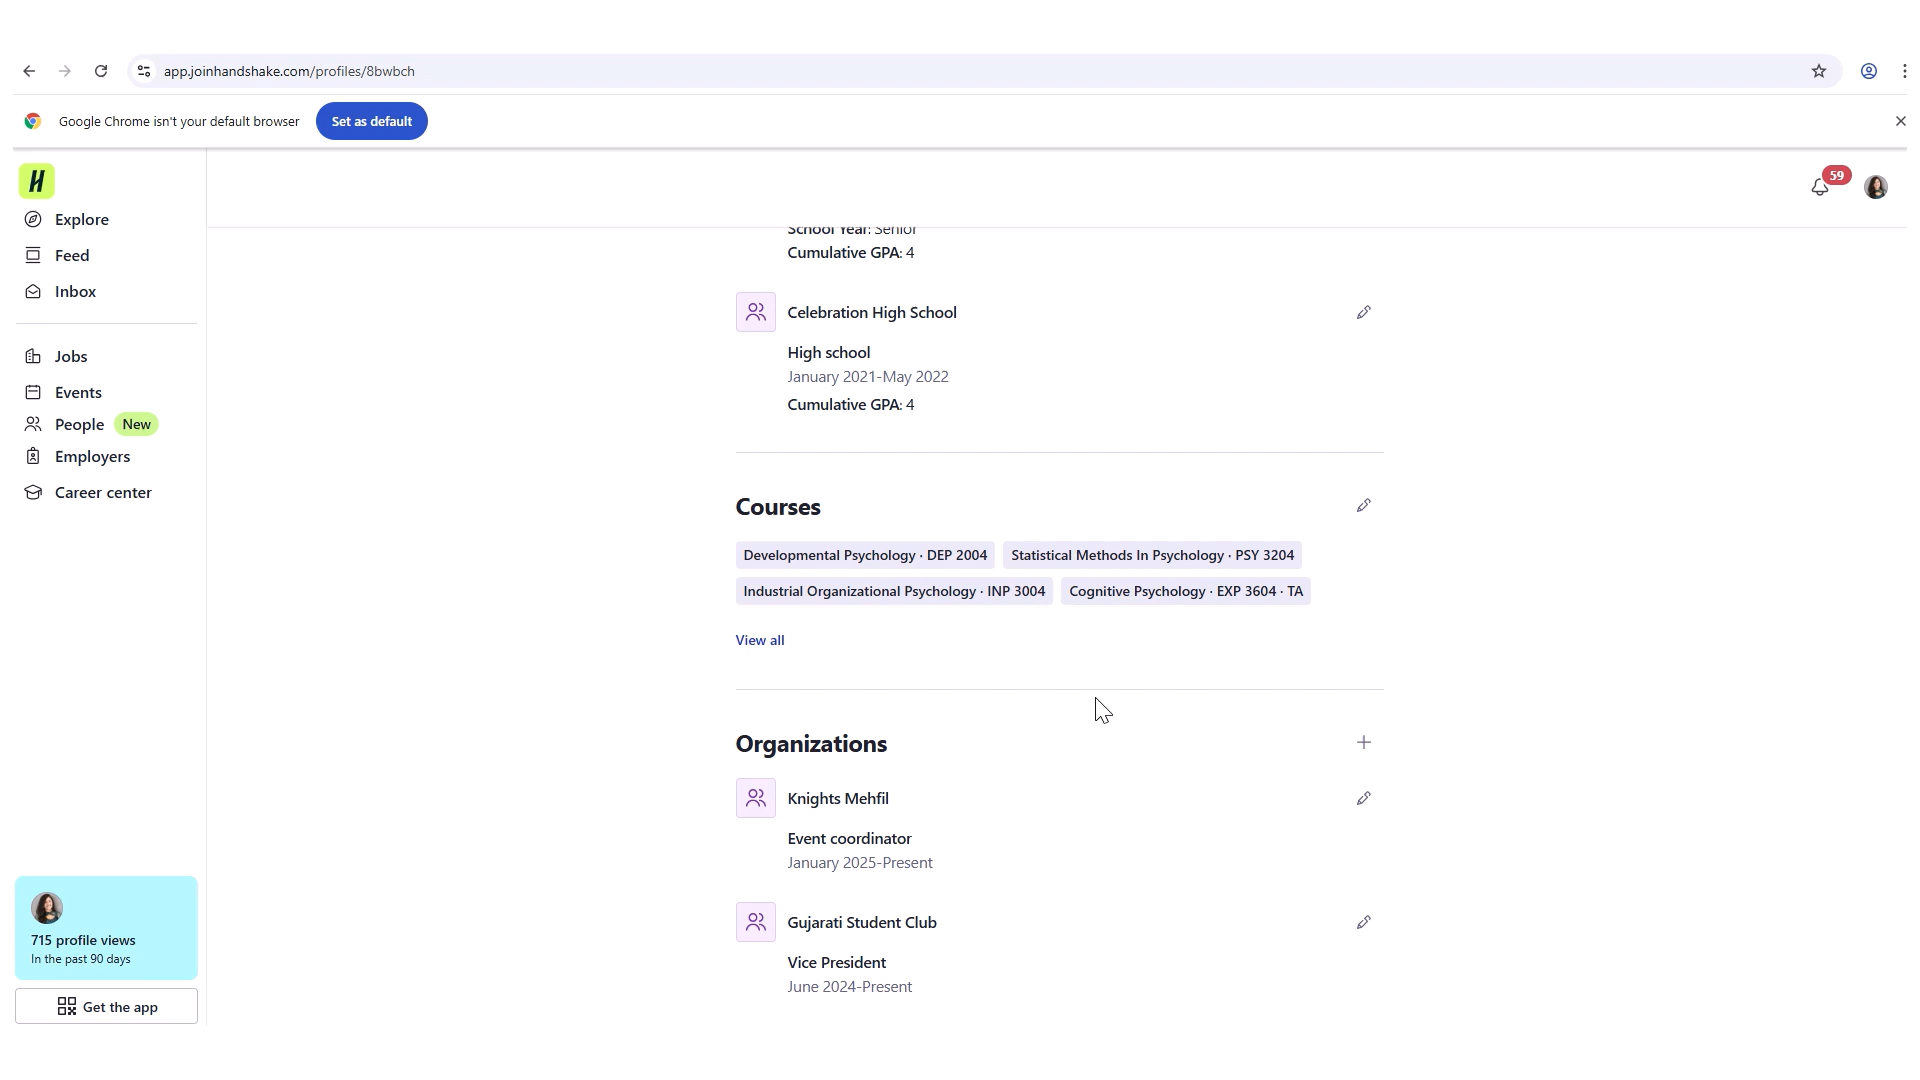 app.joinhandshake.com/profiles/8bwbch
Google Chrome isn't your default browser
Set as default
59
Explore
Feed
Inbox
Jobs
Events
People New
Employers
Career center
715 profile views
In the past 90 days
Get the app
School Year: Senior
Cumulative GPA: 4
Celebration High School
High school
January 2021-May 2022
Cumulative GPA: 4
Courses
Developmental Psychology · DEP 2004
Statistical Methods In Psychology · PSY 3204
Industrial Organizational Psychology · INP 3004
Cognitive Psychology · EXP 3604 · TA
View all
Organizations
Knights Mehfil
Event coordinator
January 2025-Present
Gujarati Student Club
Vice President
June 2024-Present